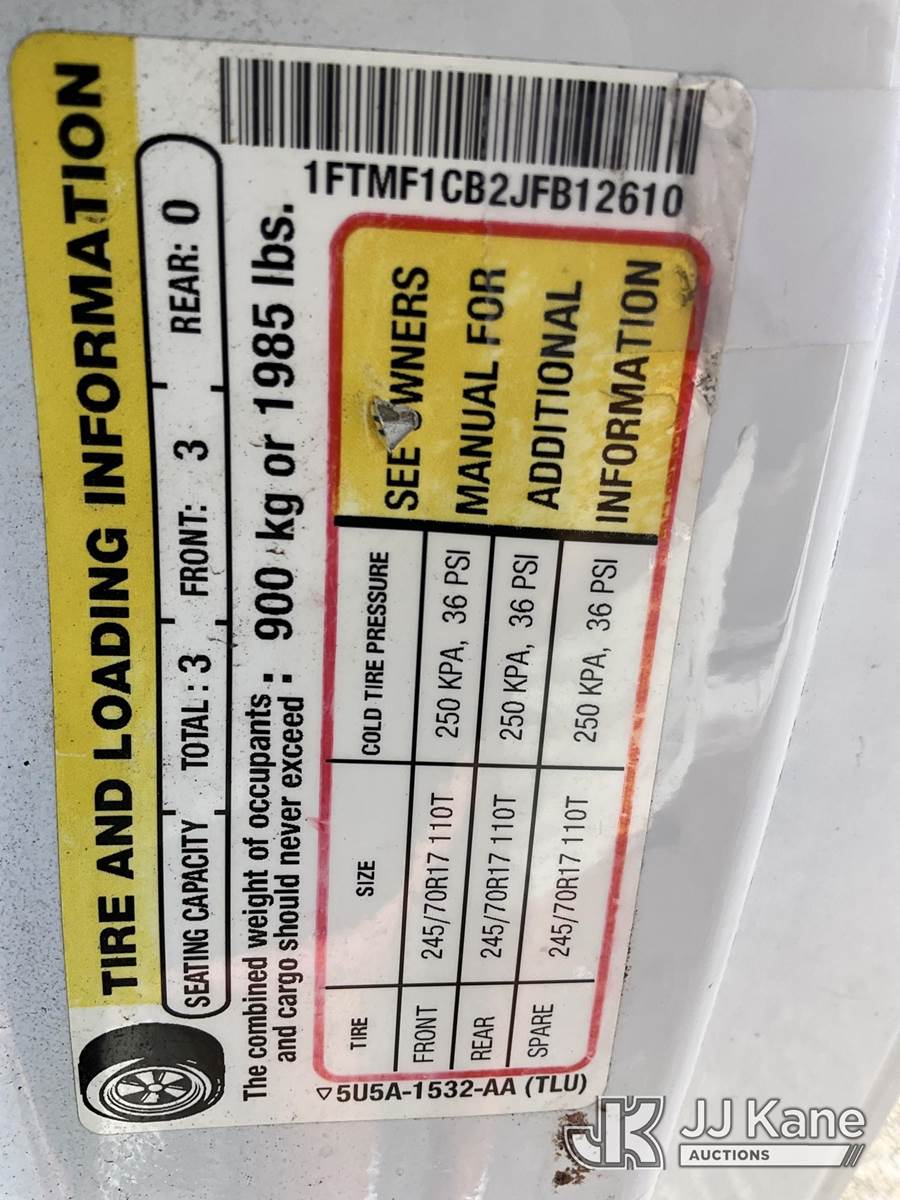 TIRE AND LOADING INFORMATION
SEATING CAPACITY TOTAL : 3 FRONT: 3 REAR: 0
The combined weight of occupants
and cargo should never exceed : 900 kg or 1985 lbs.
TIRE SIZE COLD TIRE PRESSURE
FRONT 245/70R17 110T 250 KPA, 36 PSI
REAR 245/70R17 110T 250 KPA, 36 PSI
SPARE 245/70R17 110T 250 KPA, 36 PSI
SEE OWNERS
MANUAL FOR
ADDITIONAL
INFORMATION
5U5A-1532-AA (TLU)
1FTMF1CB2JFB12610
JK JJ Kane
AUCTIONS